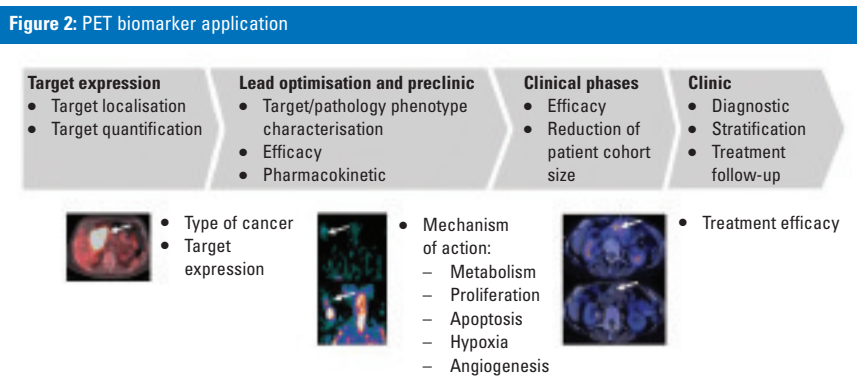 Figure 2: PET biomarker application
Target expression
• Target localisation
• Target quantification
Lead optimisation and preclinic
• Target/pathology phenotype
characterisation
• Efficacy
• Pharmacokinetic
Clinical phases
• Efficacy
• Reduction of
patient cohort
size
Clinic
• Diagnostic
• Stratification
• Treatment
follow-up
• Type of cancer
• Target
expression
• Mechanism
of action:
– Metabolism
– Proliferation
– Apoptosis
– Hypoxia
– Angiogenesis
• Treatment efficacy